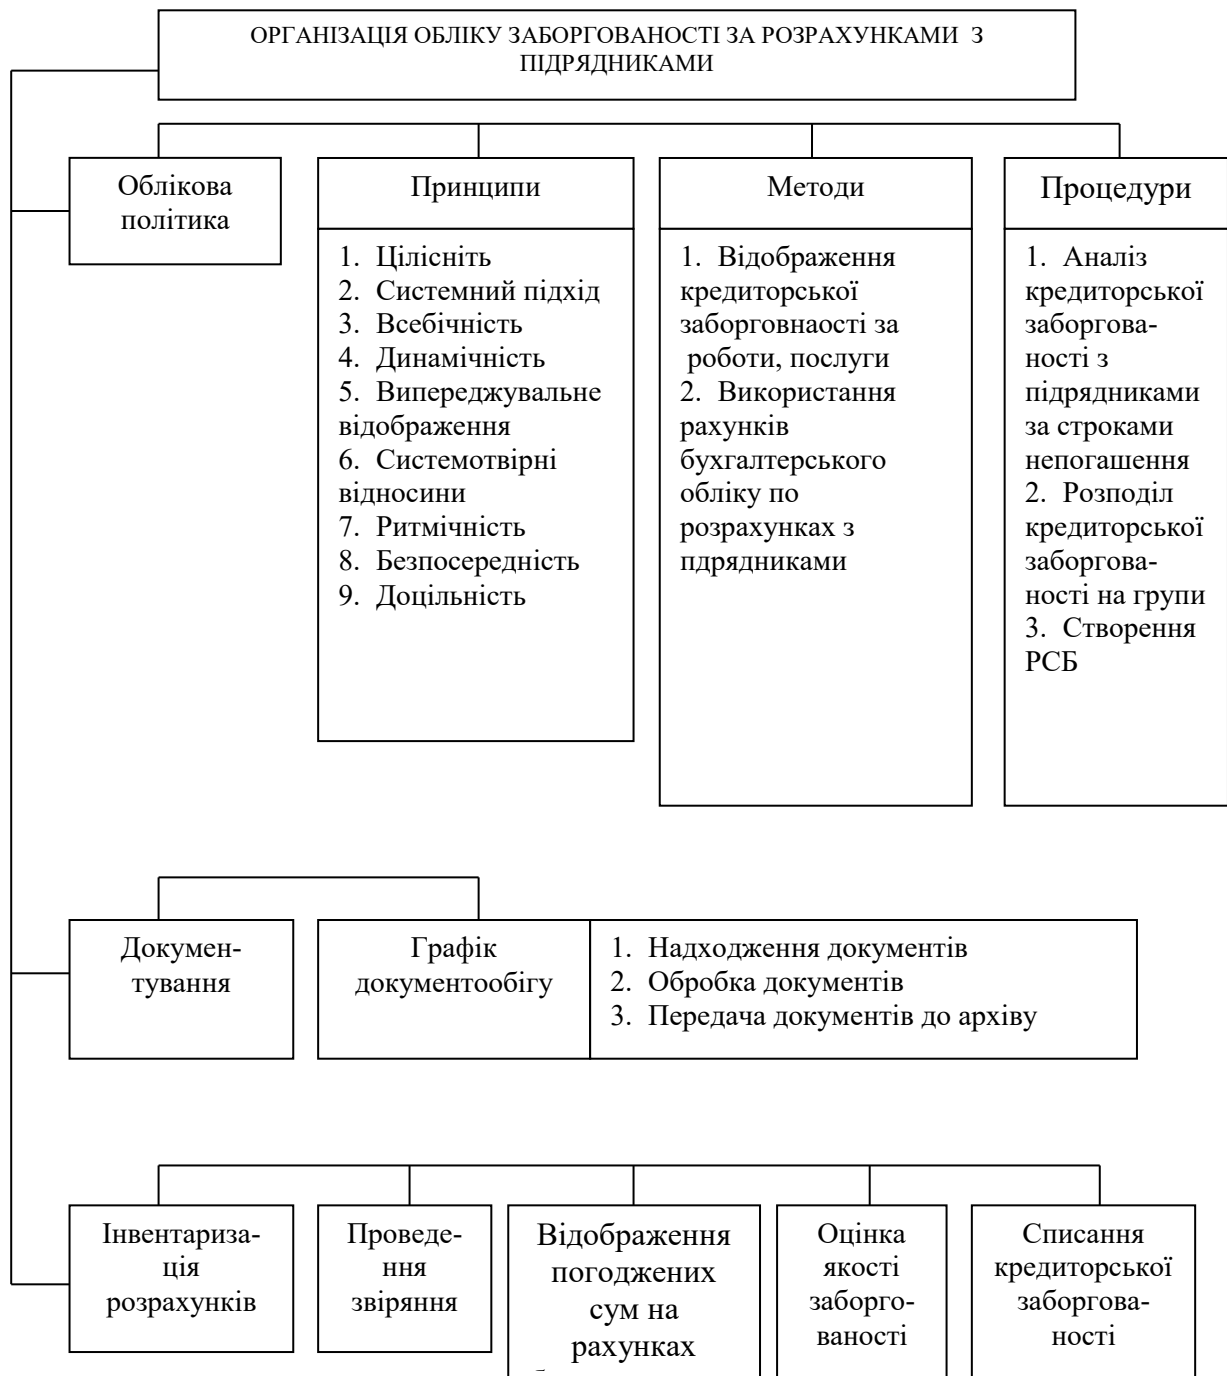 ОРГАНІЗАЦІЯ ОБЛІКУ ЗАБОРГОВАНОСТІ ЗА РОЗРАХУНКАМИ З
ПІДРЯДНИКАМИ
Облікова
політика
Принципи
1. Цілісніть
2. Системний підхід
3. Всебічність
4. Динамічність
5. Випереджувальне
відображення
6. Системотвірні
відносини
7. Ритмічність
8. Безпосередність
9. Доцільність
Методи
1. Відображення
кредиторської
заборговнаості за
роботи, послуги
2. Використання
рахунків
бухгалтерського
обліку по
розрахунках з
пдрядниками
Процедури
1. Аналіз
кредиторської
заборгова-
ності з
підрядниками
за строками
непогашення
2. Розподіл
кредиторської
заборгова-
ності на групи
3. Створення
РСБ
Докумен-
тування
Графік
документообігу
1. Надходження документів
2. Обробка документів
3. Передача документів до архіву
Інвентариза-
ція
розрахунків
Проведе-
ння
звіряння
Відображення
погоджених
сум на
рахунках
Оцінка
якості
заборго-
ваності
Списання
кредиторської
заборгова-
ності